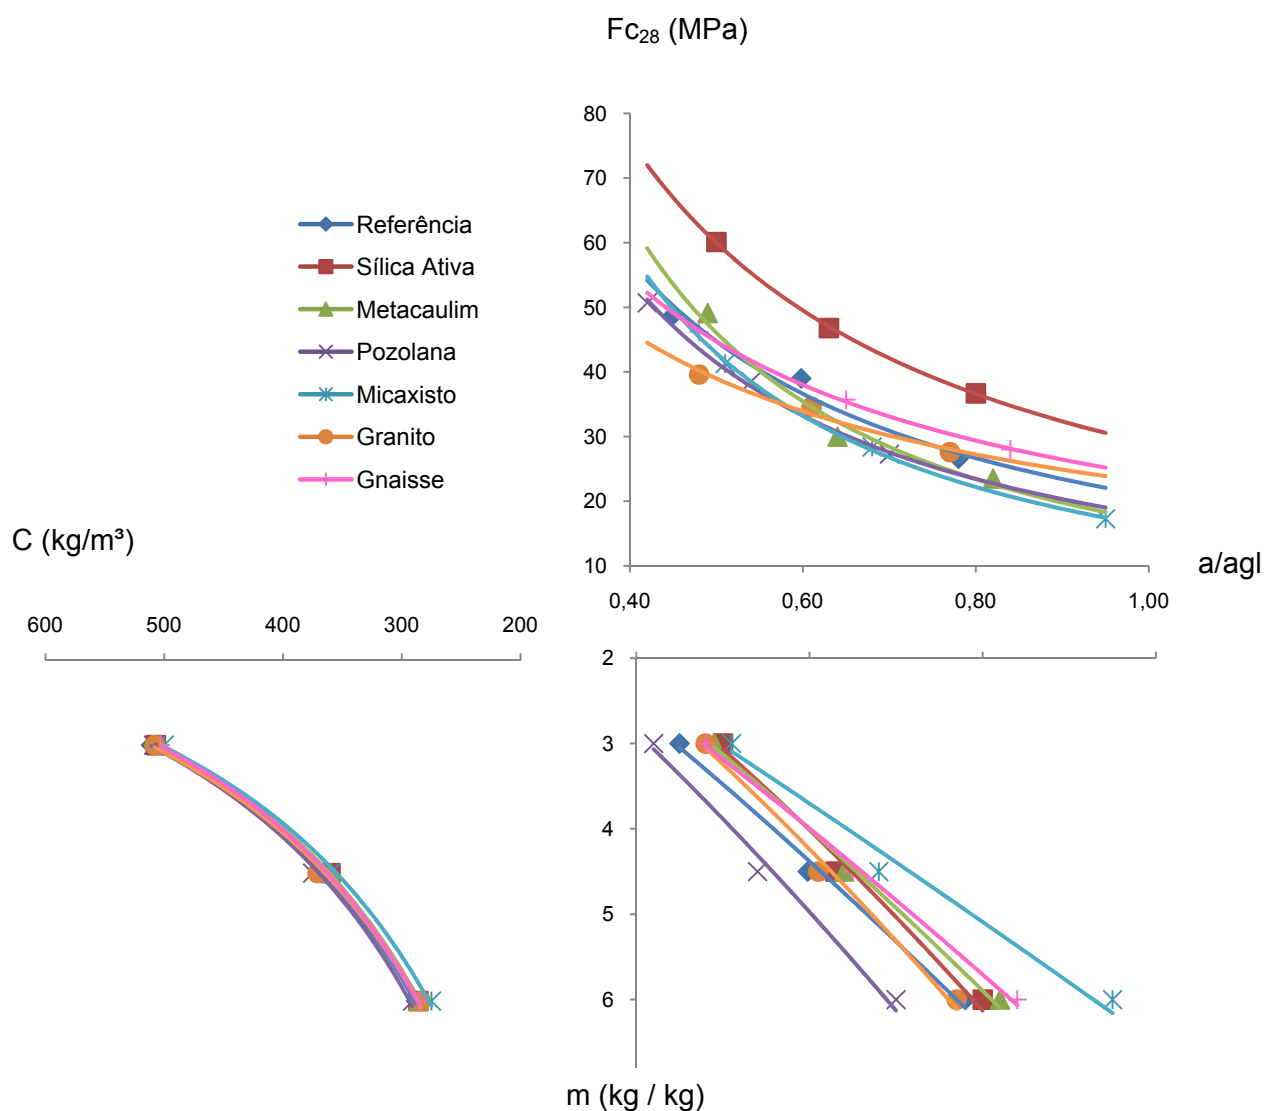 Fc₂₈ (MPa)
80
70
60
50
40
30
20
10
0,40 0,60 0,80 1,00
a/agl
Referência
Sílica Ativa
Metacaulim
Pozolana
Micaxisto
Granito
Gnaisse
C (kg/m³)
600 500 400 300 200
2
3
4
5
6
m (kg / kg)